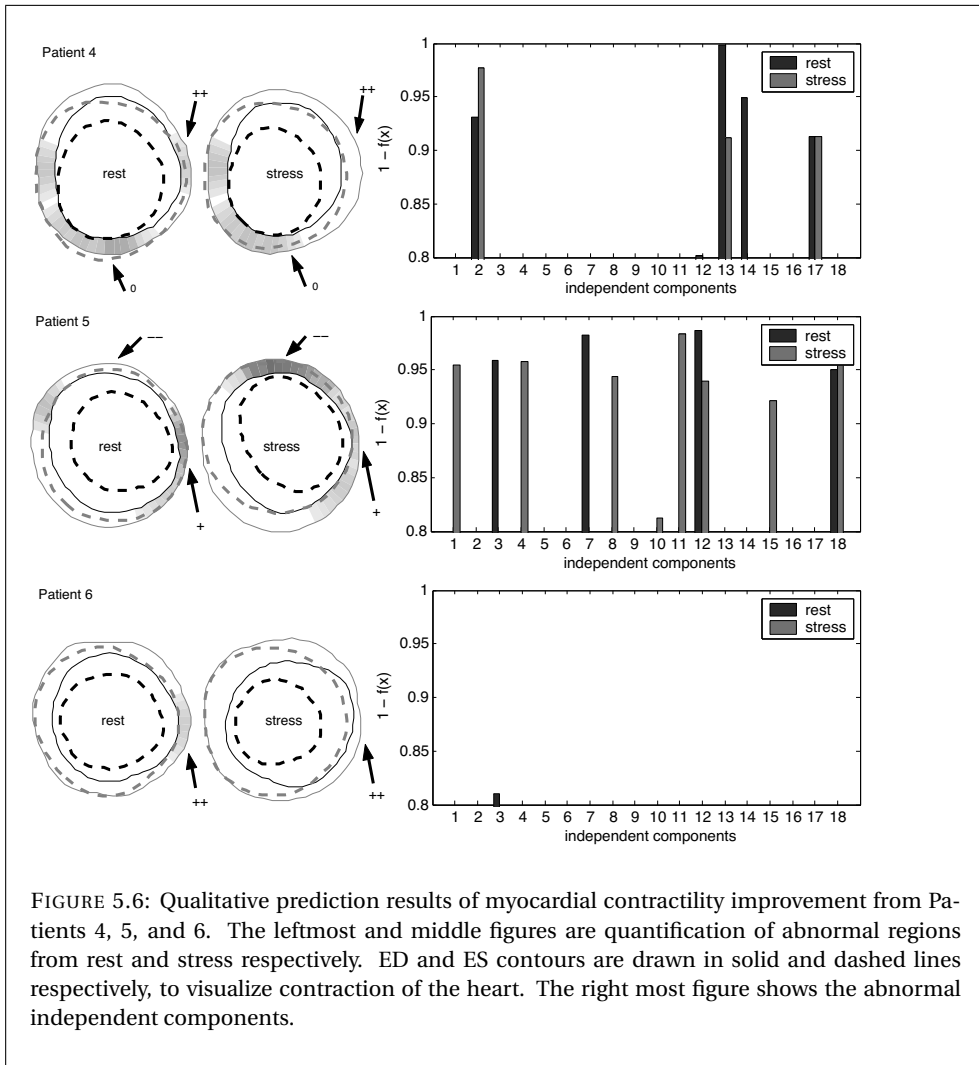 Patient 4
++
++
rest
stress
0
0
1
0.95
0.9
0.85
0.8
1 − f(x)
rest
stress
1 2 3 4 5 6 7 8 9 10 11 12 13 14 15 16 17 18
independent components
Patient 5
−−
−−
rest
stress
+
+
1
0.95
0.9
0.85
0.8
1 − f(x)
rest
stress
1 2 3 4 5 6 7 8 9 10 11 12 13 14 15 16 17 18
independent components
Patient 6
rest
stress
++
++
1
0.95
0.9
0.85
0.8
1 − f(x)
rest
stress
1 2 3 4 5 6 7 8 9 10 11 12 13 14 15 16 17 18
independent components
FIGURE 5.6: Qualitative prediction results of myocardial contractility improvement from Pa-
tients 4, 5, and 6. The leftmost and middle figures are quantification of abnormal regions
from rest and stress respectively. ED and ES contours are drawn in solid and dashed lines
respectively, to visualize contraction of the heart. The right most figure shows the abnormal
independent components.